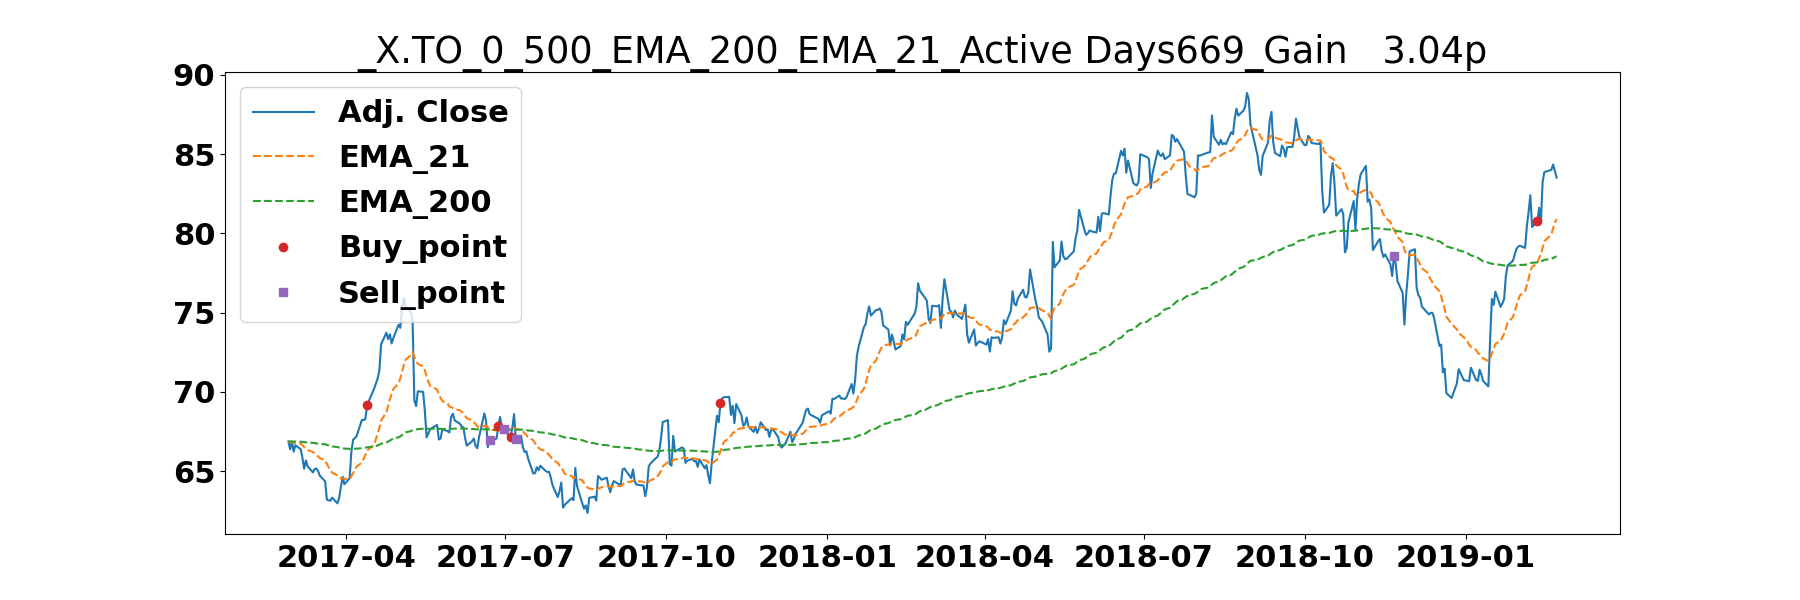 _X.TO_0_500_EMA_200_EMA_21_Active Days669_Gain   3.04p
90
85
80
75
70
65
Adj. Close
EMA_21
EMA_200
Buy_point
Sell_point
2017-04 2017-07 2017-10 2018-01 2018-04 2018-07 2018-10 2019-01